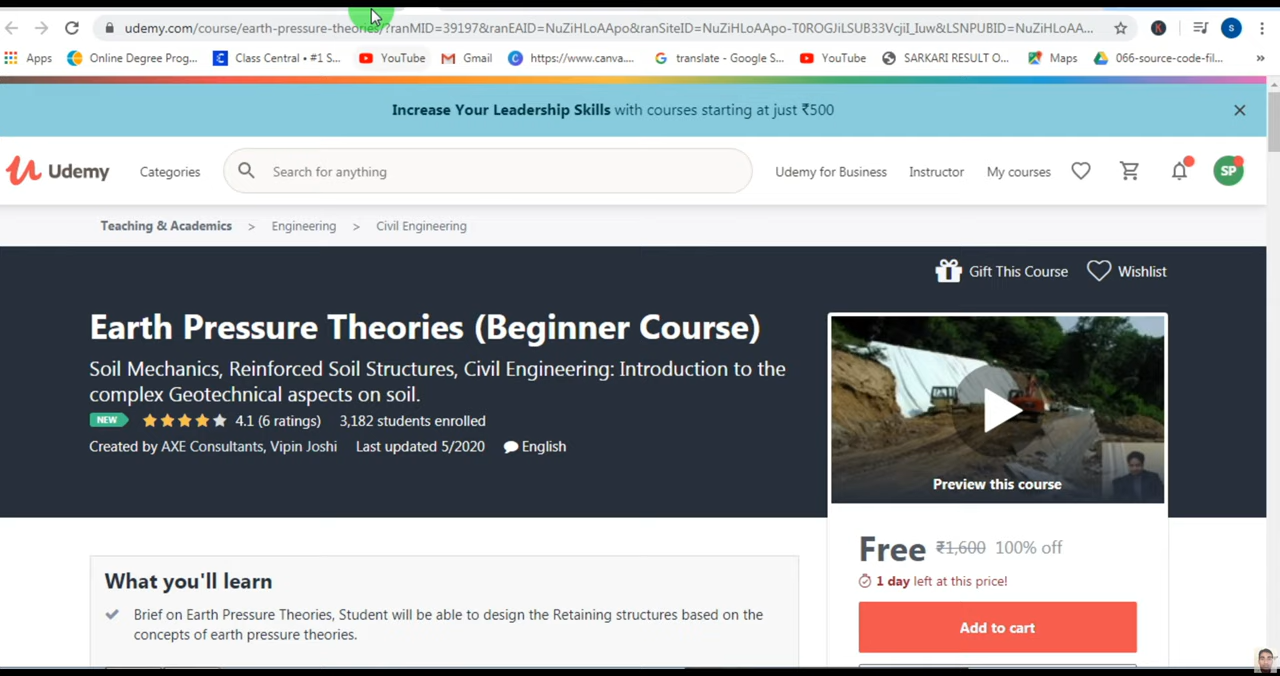 udemy.com/course/earth-pressure-theories/?ranMID=39197&ranEAID=NuZiHLoAApo&ranSiteID=NuZiHLoAApo-T0ROGJiLSUB33VcjiI_Iuw&LSNPUBID=NuZiHLoAA...
S
Apps Online Degree Prog... Class Central • #1 S... YouTube Gmail https://www.canva.... translate - Google S... YouTube SARKARI RESULT O... Maps 066-source-code-fil... »
Increase Your Leadership Skills with courses starting at just ₹500
Udemy Categories Search for anything Udemy for Business Instructor My courses SP
Teaching & Academics > Engineering > Civil Engineering
Gift This Course Wishlist
Earth Pressure Theories (Beginner Course)
Soil Mechanics, Reinforced Soil Structures, Civil Engineering: Introduction to the
complex Geotechnical aspects on soil.
NEW 4.1 (6 ratings) 3,182 students enrolled
Created by AXE Consultants, Vipin Joshi Last updated 5/2020 English
Preview this course
Free ₹1,600 100% off
1 day left at this price!
Add to cart
What you'll learn
Brief on Earth Pressure Theories, Student will be able to design the Retaining structures based on the
concepts of earth pressure theories.